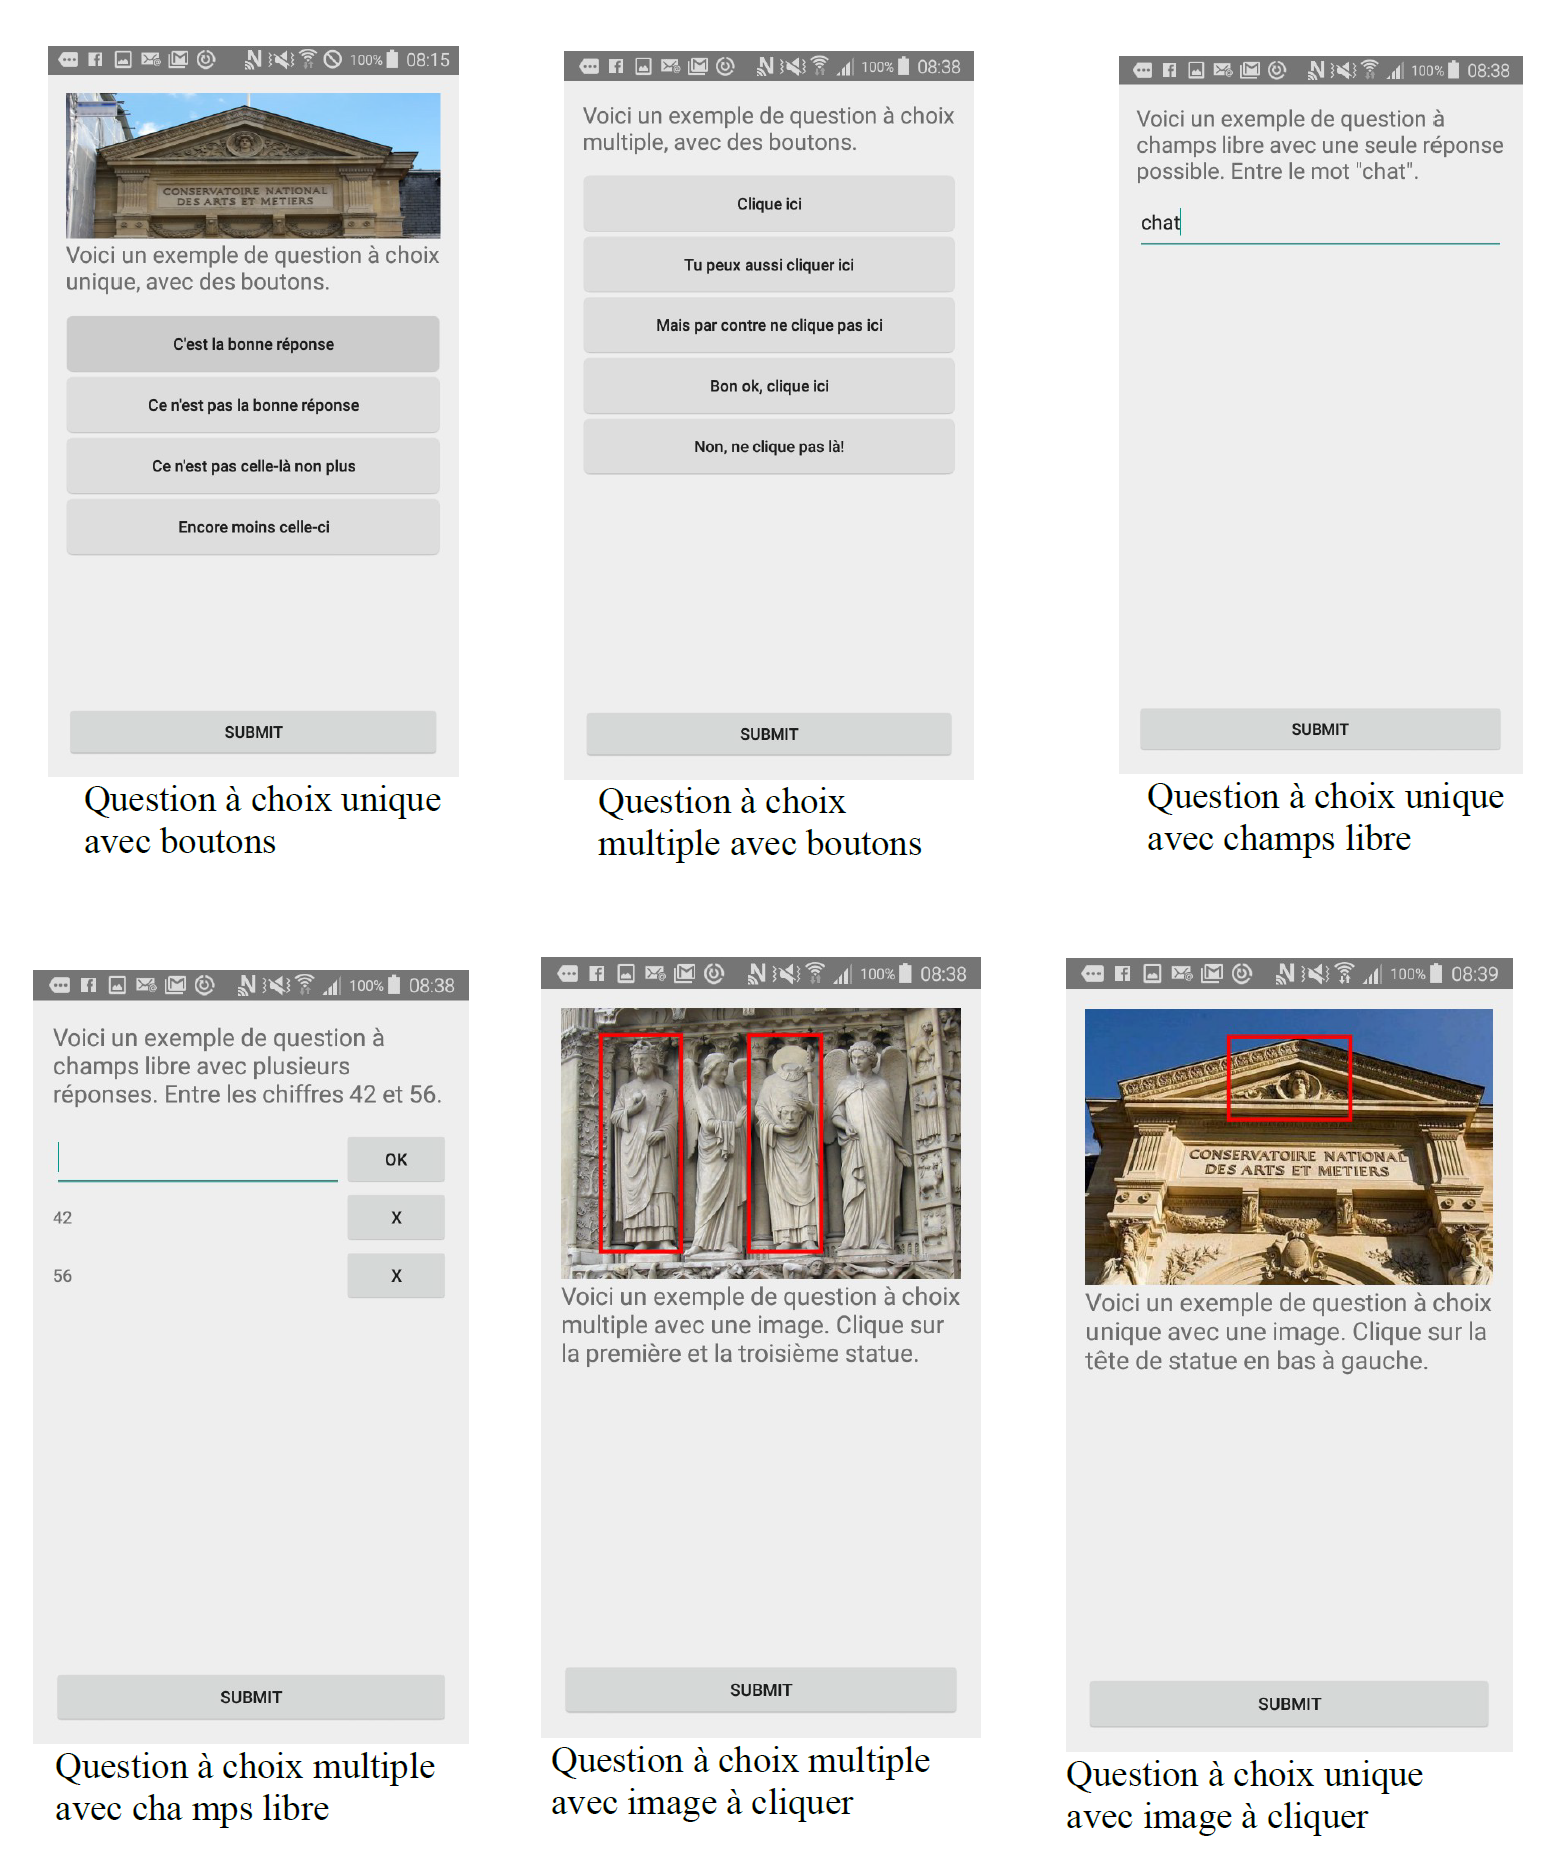 100% 08:15
CONSERVATOIRE NATIONAL
DES ARTS ET METIERS
Voici un exemple de question à choix
unique, avec des boutons.
C'est la bonne réponse
Ce n'est pas la bonne réponse
Ce n'est pas celle-là non plus
Encore moins celle-ci
SUBMIT
Question à choix unique
avec boutons
100% 08:38
Voici un exemple de question à choix
multiple, avec des boutons.
Clique ici
Tu peux aussi cliquer ici
Mais par contre ne clique pas ici
Bon ok, clique ici
Non, ne clique pas là!
SUBMIT
Question à choix
multiple avec boutons
100% 08:38
Voici un exemple de question à
champs libre avec une seule réponse
possible. Entre le mot "chat".
chat
SUBMIT
Question à choix unique
avec champs libre
100% 08:38
Voici un exemple de question à
champs libre avec plusieurs
réponses. Entre les chiffres 42 et 56.
OK
42 X
56 X
SUBMIT
Question à choix multiple
avec cha mps libre
100% 08:38
Voici un exemple de question à choix
multiple avec une image. Clique sur
la première et la troisième statue.
SUBMIT
Question à choix multiple
avec image à cliquer
100% 08:39
CONSERVATOIRE NATIONAL
DES ARTS ET METIERS
Voici un exemple de question à choix
unique avec une image. Clique sur la
tête de statue en bas à gauche.
SUBMIT
Question à choix unique
avec image à cliquer